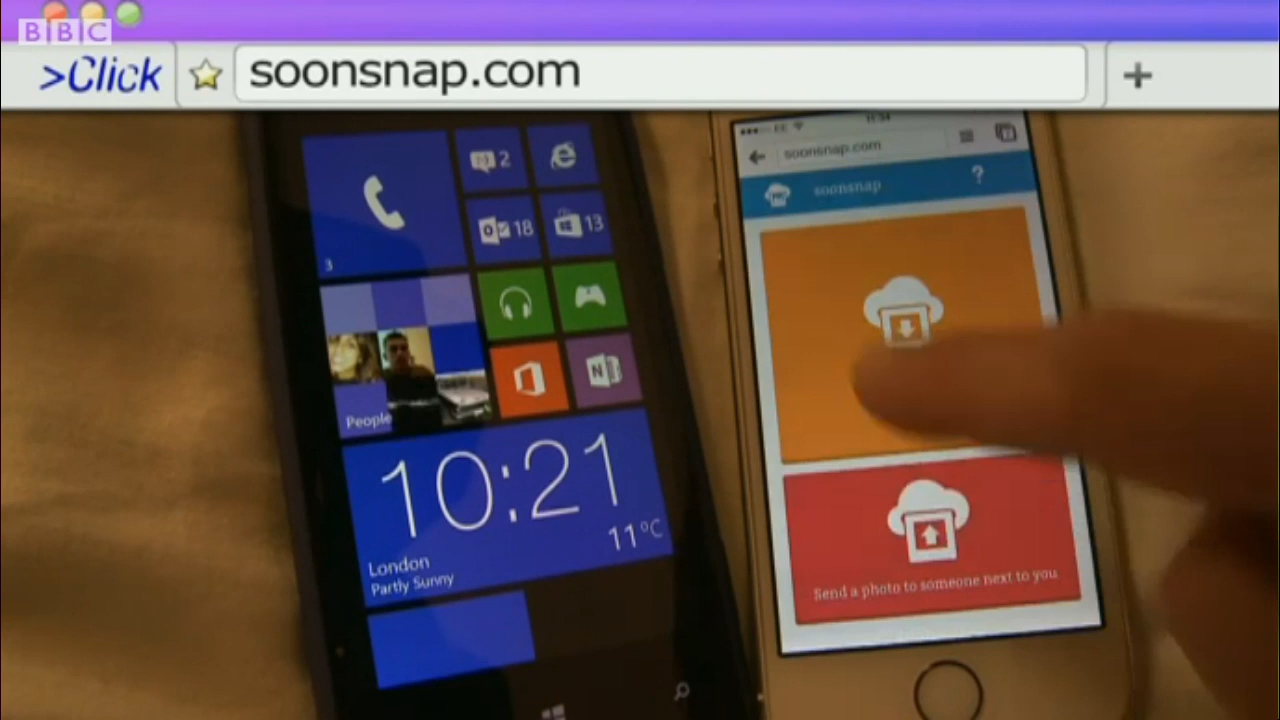 BBC
>Click
soonsnap.com
+
2
18
13
3
People
10:21
11°C
London
Partly Sunny
soonsnap.com
soonsnap
?
Send a photo to someone next to you